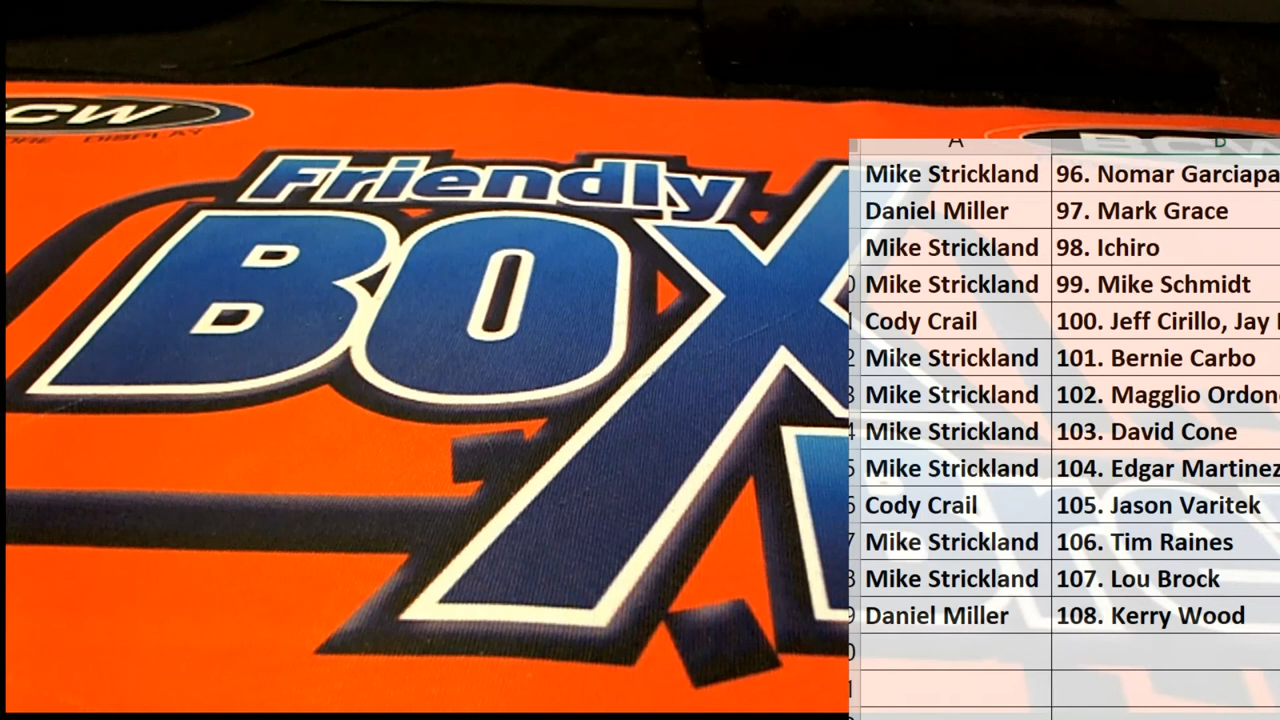 CW
DISPLAY
Friendly
BOX
A
Mike Strickland 96. Nomar Garciapa
Daniel Miller 97. Mark Grace
Mike Strickland 98. Ichiro
Mike Strickland 99. Mike Schmidt
Cody Crail 100. Jeff Cirillo, Jay
Mike Strickland 101. Bernie Carbo
Mike Strickland 102. Magglio Ordon
Mike Strickland 103. David Cone
Mike Strickland 104. Edgar Martinez
Cody Crail 105. Jason Varitek
Mike Strickland 106. Tim Raines
Mike Strickland 107. Lou Brock
Daniel Miller 108. Kerry Wood